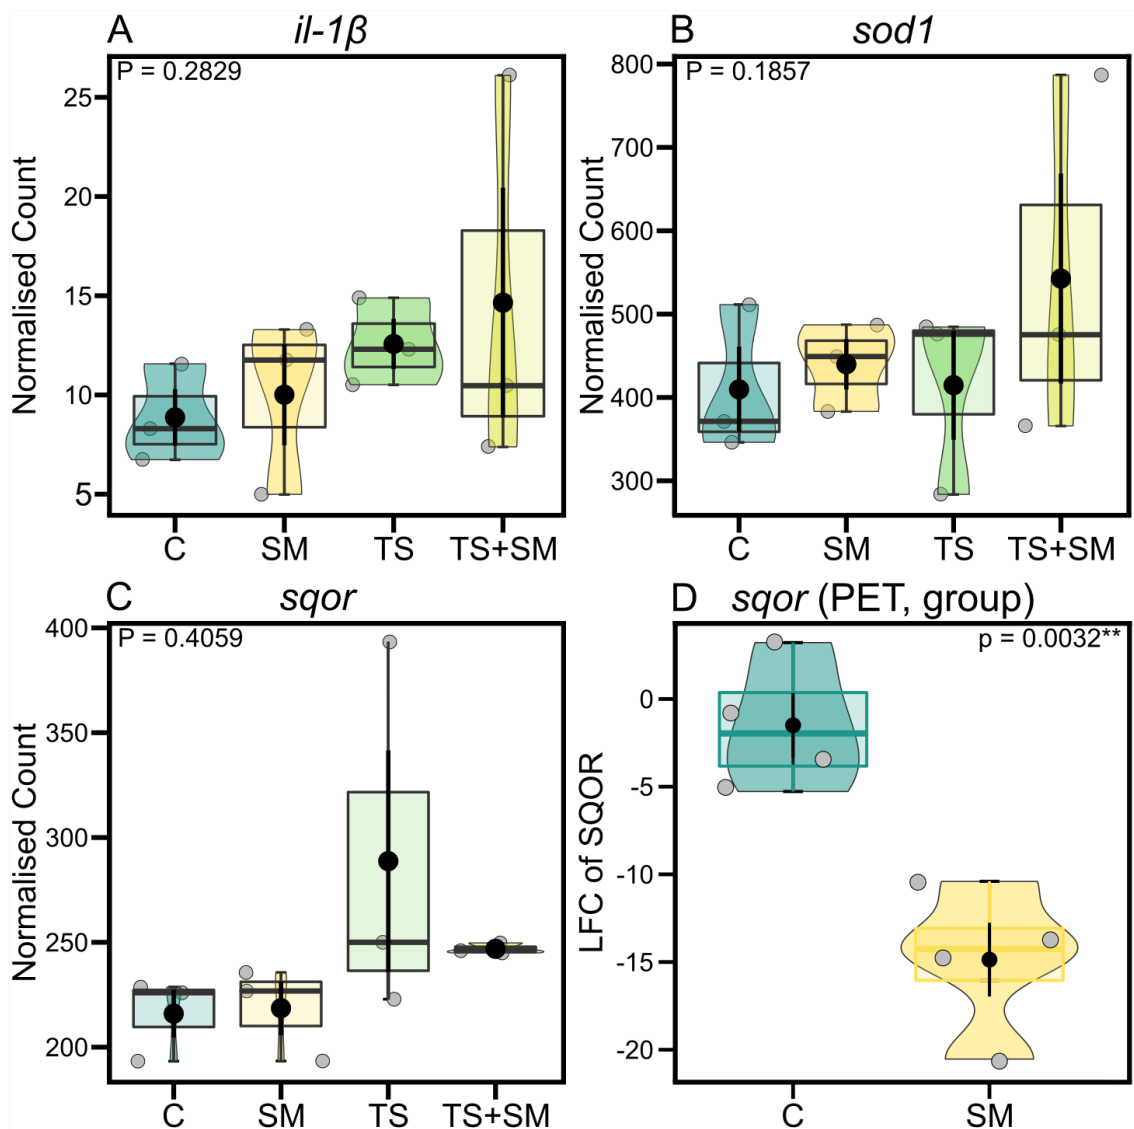 A il-1β
P = 0.2829
Normalised Count
25
20
15
10
5
C SM TS TS+SM
B sod1
P = 0.1857
Normalised Count
800
700
600
500
400
300
C SM TS TS+SM
C sqor
P = 0.4059
Normalised Count
400
350
300
250
200
C SM TS TS+SM
D sqor (PET, group)
p = 0.0032**
LFC of SQOR
0
-5
-10
-15
-20
C SM